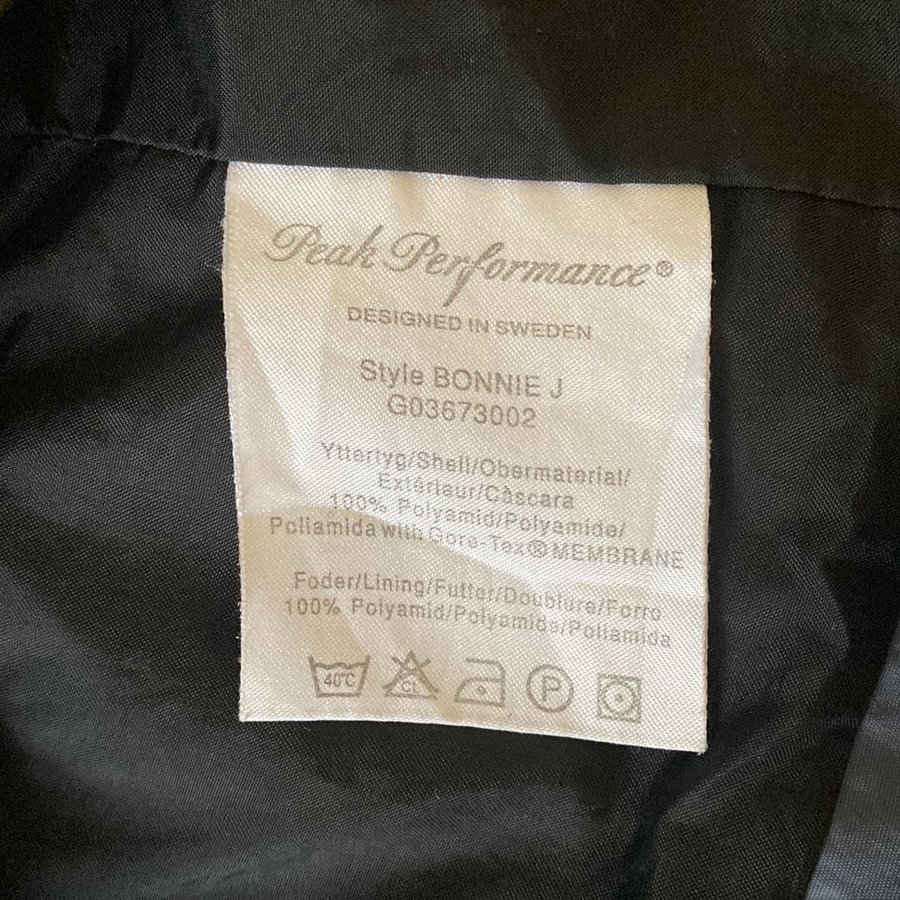 Peak Performance®
DESIGNED IN SWEDEN
Style BONNIE J
G03673002
Yttertyg/Shell/Obermaterial/
Extérieur/Càscara
100% Polyamid/Polyamide/
Poliamida with Gore-Tex® MEMBRANE
Foder/Lining/Futter/Doublure/Forro
100% Polyamid/Polyamide/Poliamida
40°C CL P